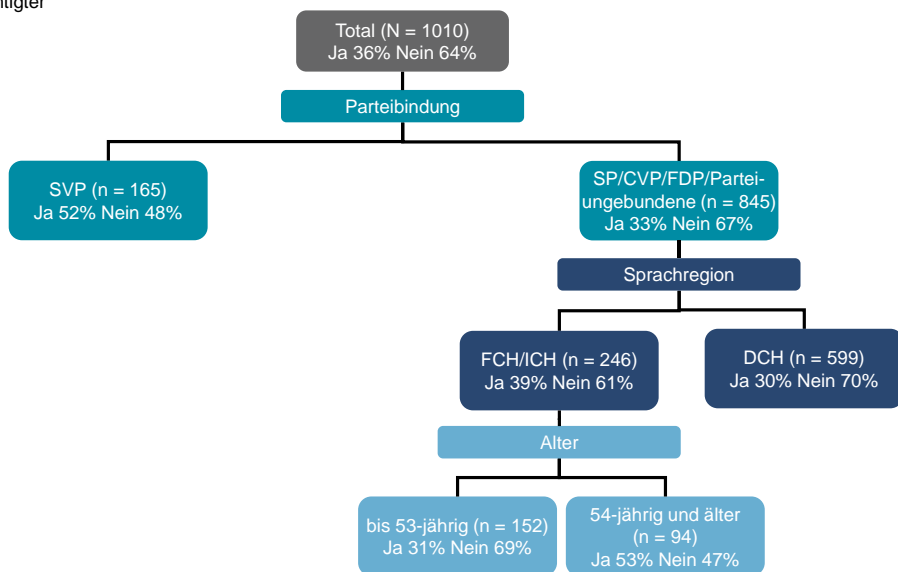 Total (N = 1010)
Ja 36% Nein 64%
Parteibindung
SVP (n = 165)
Ja 52% Nein 48%
SP/CVP/FDP/Partei-
ungebundene (n = 845)
Ja 33% Nein 67%
Sprachregion
FCH/ICH (n = 246)
Ja 39% Nein 61%
DCH (n = 599)
Ja 30% Nein 70%
Alter
bis 53-jährig (n = 152)
Ja 31% Nein 69%
54-jährig und älter
(n = 94)
Ja 53% Nein 47%